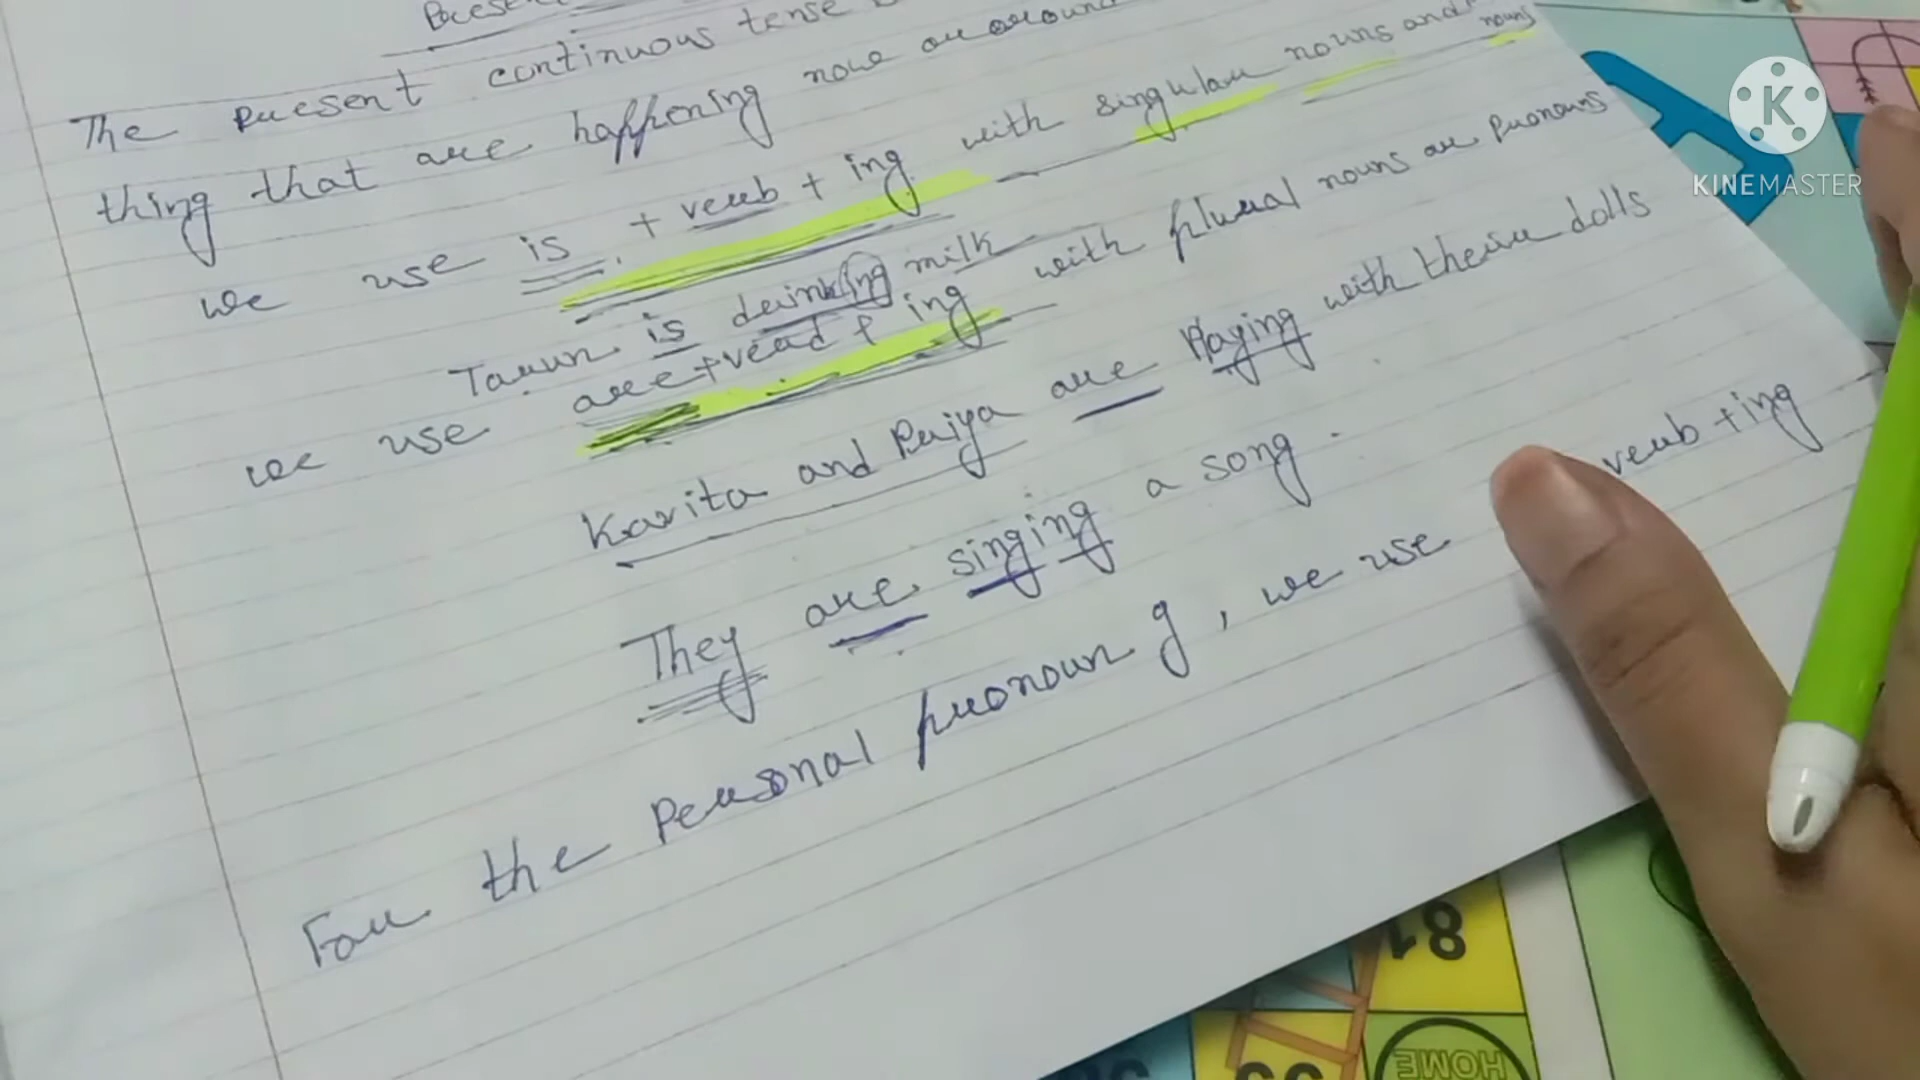 The present continuous tense
thing that are happening now or around
we use is + verb + ing with singular nouns and nouns
Tarun is drinking milk
we use are + verb + ing with plural nouns or pronouns
Kavita and Priya are Playing with their dolls
They are singing a song.
For the Personal pronoun I, we use verb + ing
KINEMASTER
81
HOME